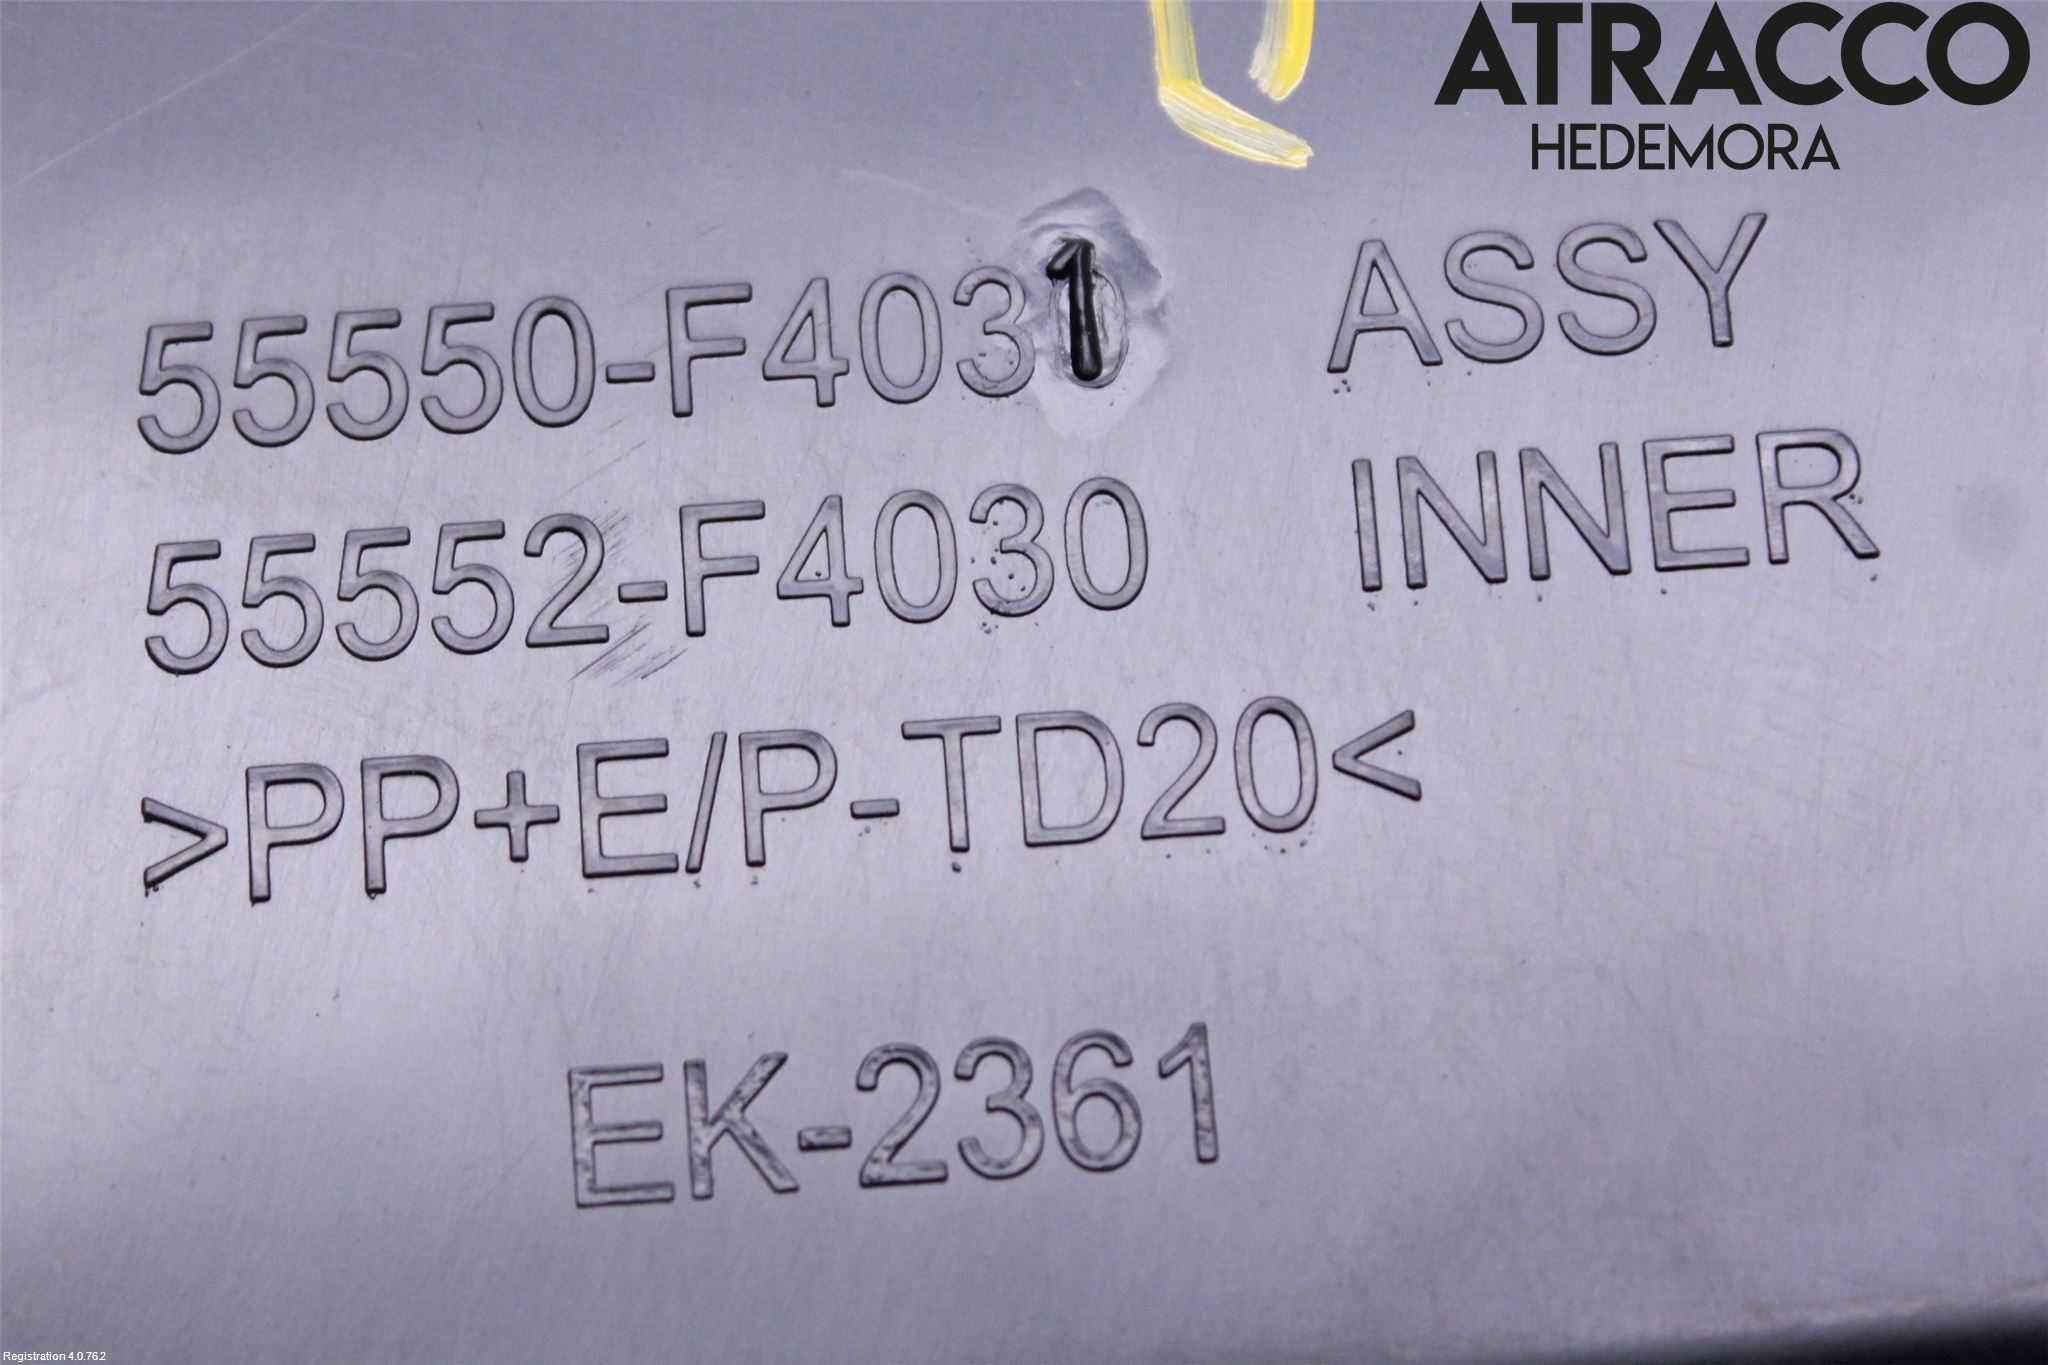 ATRACCO
HEDEMORA
55550-F4031 ASSY
55552-F4030 INNER
>PP+E/P-TD20<
EK-2361
Registration 4.0.762